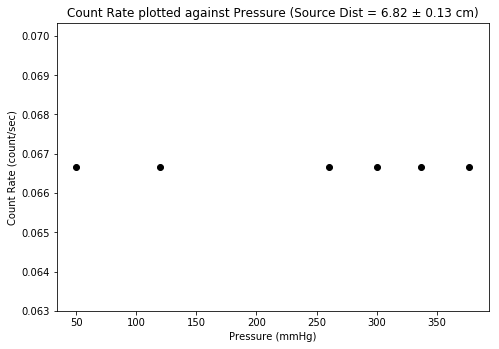 Count Rate plotted against Pressure (Source Dist = 6.82 ± 0.13 cm)
0.070
0.069
0.068
0.067
0.066
0.065
0.064
0.063
Count Rate (count/sec)
50 100 150 200 250 300 350
Pressure (mmHg)